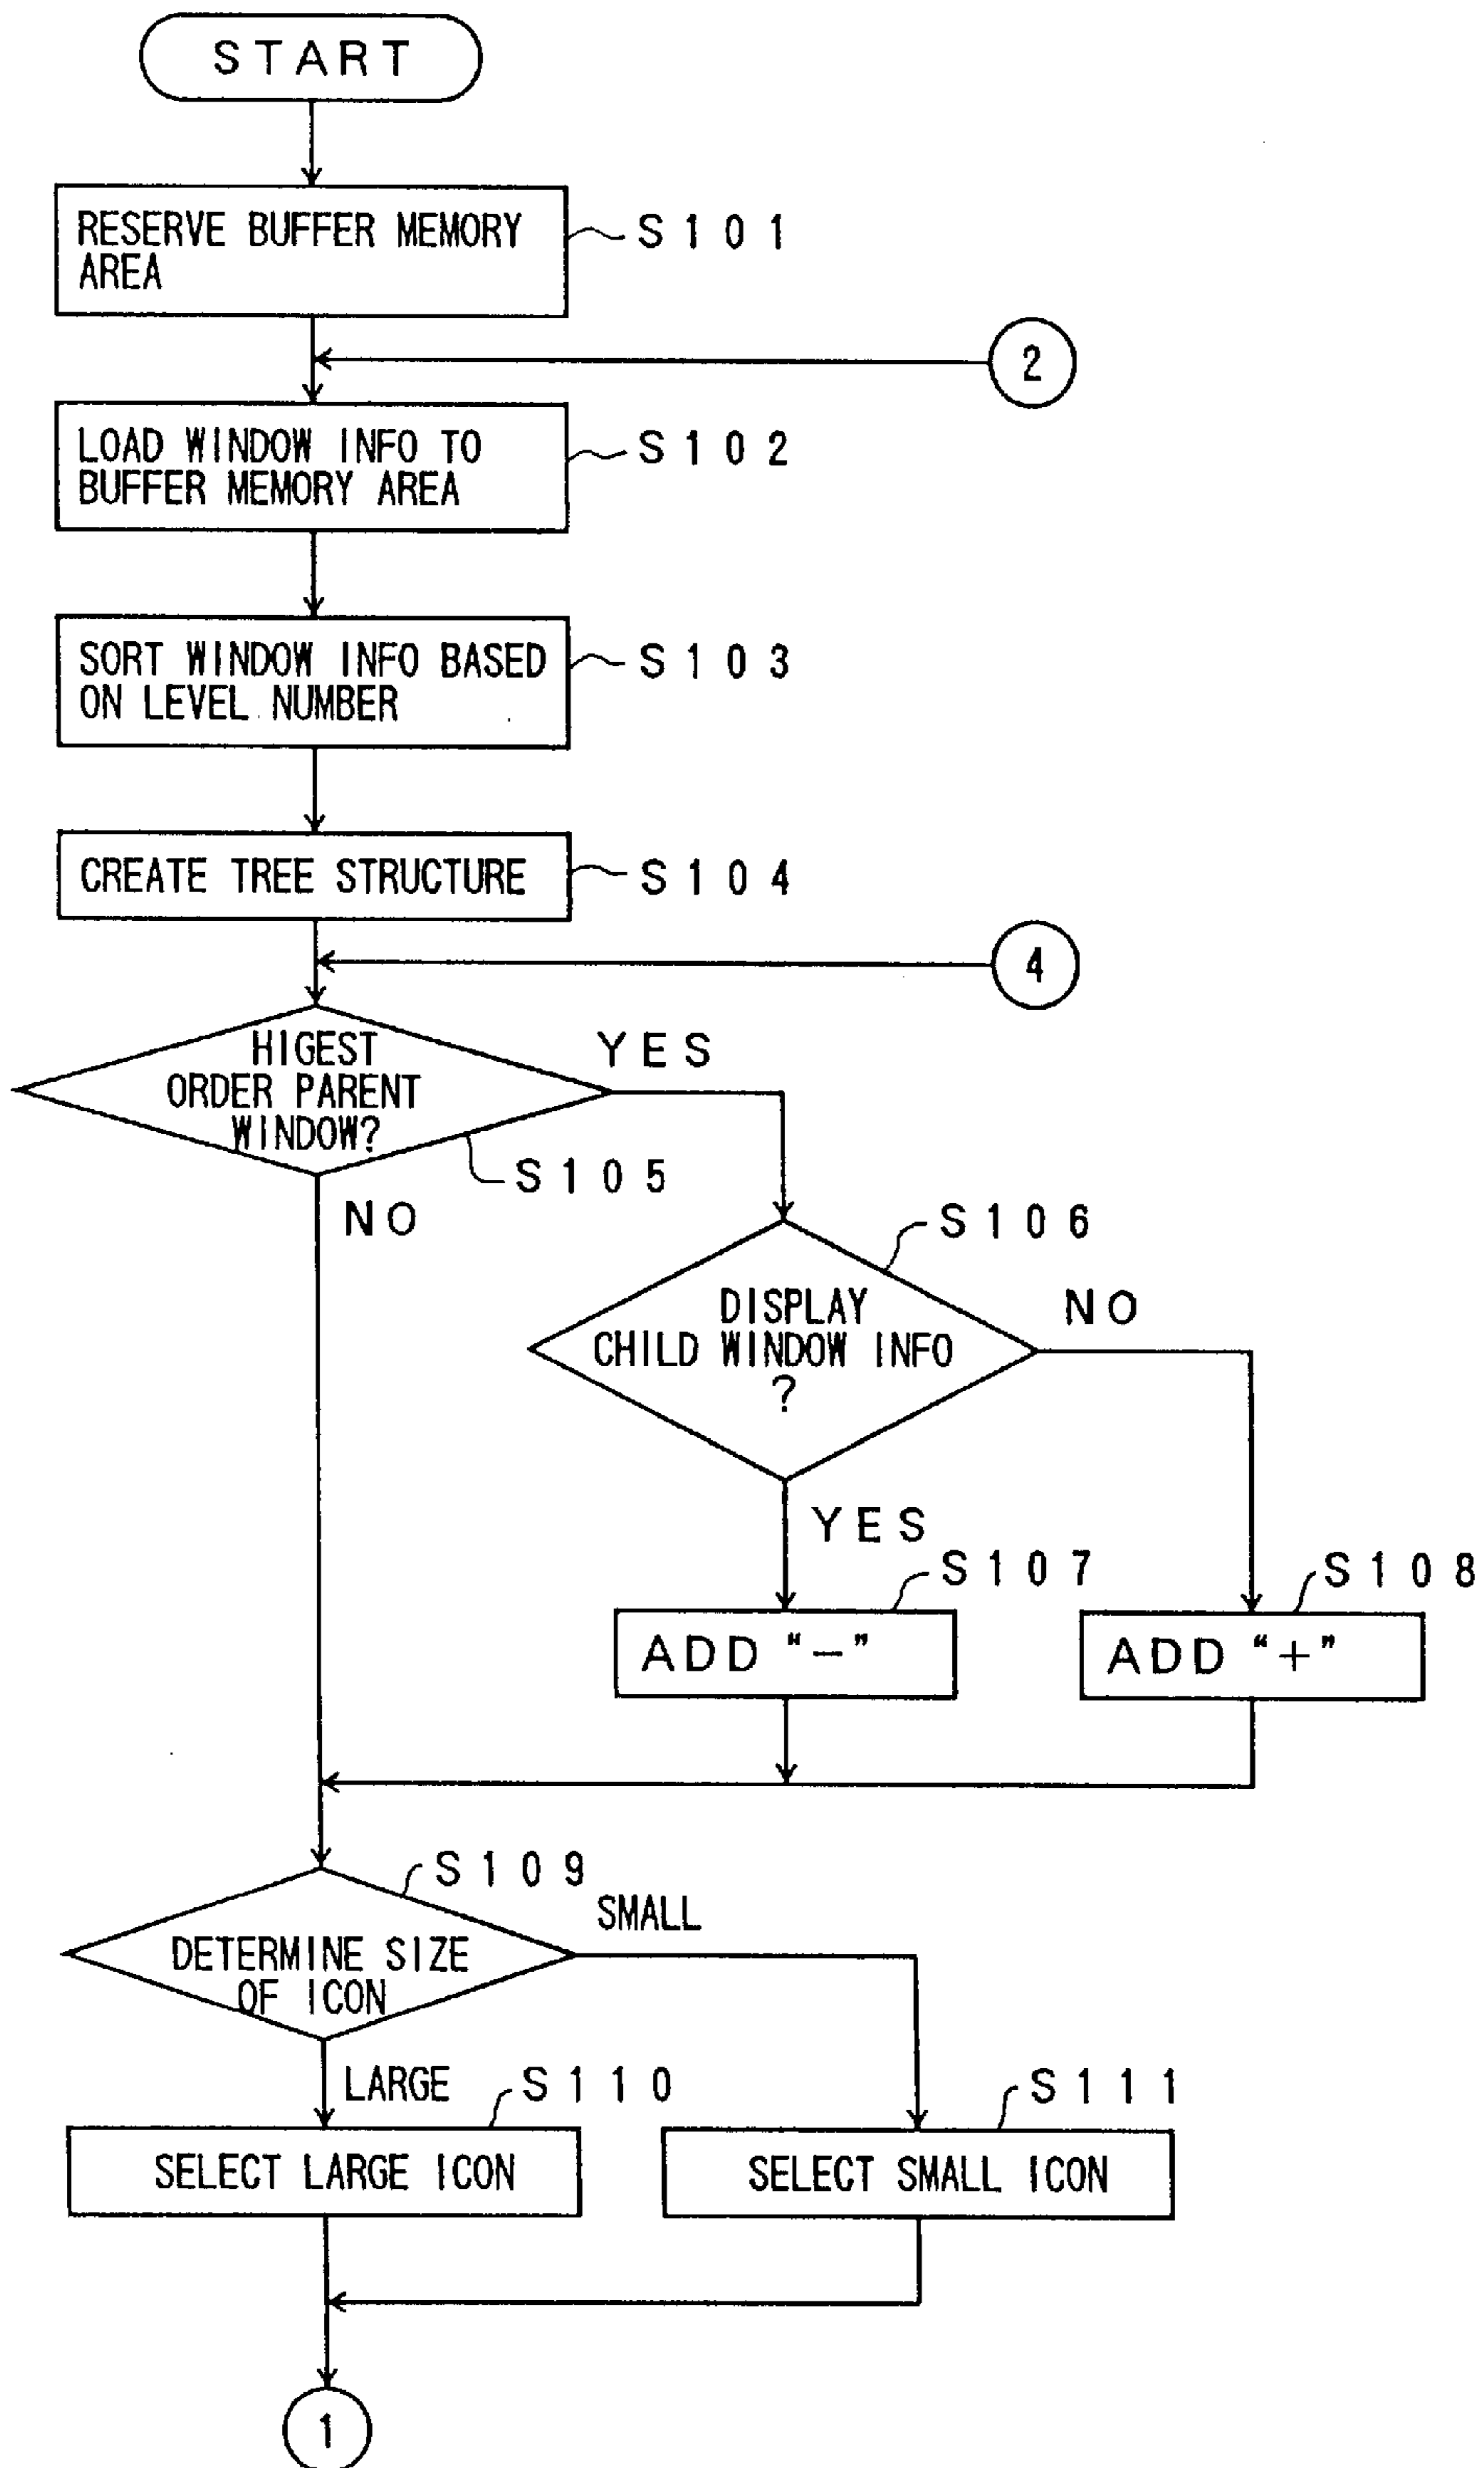 START
RESERVE BUFFER MEMORY
AREA
S101
2
LOAD WINDOW INFO TO
BUFFER MEMORY AREA
S102
SORT WINDOW INFO BASED
ON LEVEL NUMBER
S103
CREATE TREE STRUCTURE
S104
4
HIGEST
ORDER PARENT
WINDOW?
YES
S105
NO
S106
DISPLAY
CHILD WINDOW INFO
?
NO
YES
S107
ADD “−”
S108
ADD “+”
S109
DETERMINE SIZE
OF ICON
SMALL
LARGE
S110
SELECT LARGE ICON
S111
SELECT SMALL ICON
1